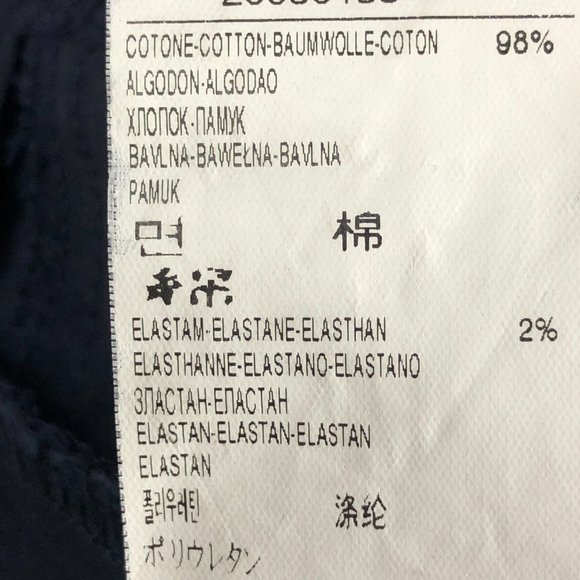 COTONE-COTTON-BAUMWOLLE-COTON 98%
ALGODON-ALGODAO
ХЛОПОК-ПАМУК
BAVLNA-BAWEŁNA-BAVLNA
PAMUK
면 棉
ELASTAM-ELASTANE-ELASTHAN 2%
ELASTHANNE-ELASTANO-ELASTANO
ЗЛАСТАН-ЕЛАСТАН
ELASTAN-ELASTAN-ELASTAN
ELASTAN
폴리우레틴 涤纶
ポリウレタン